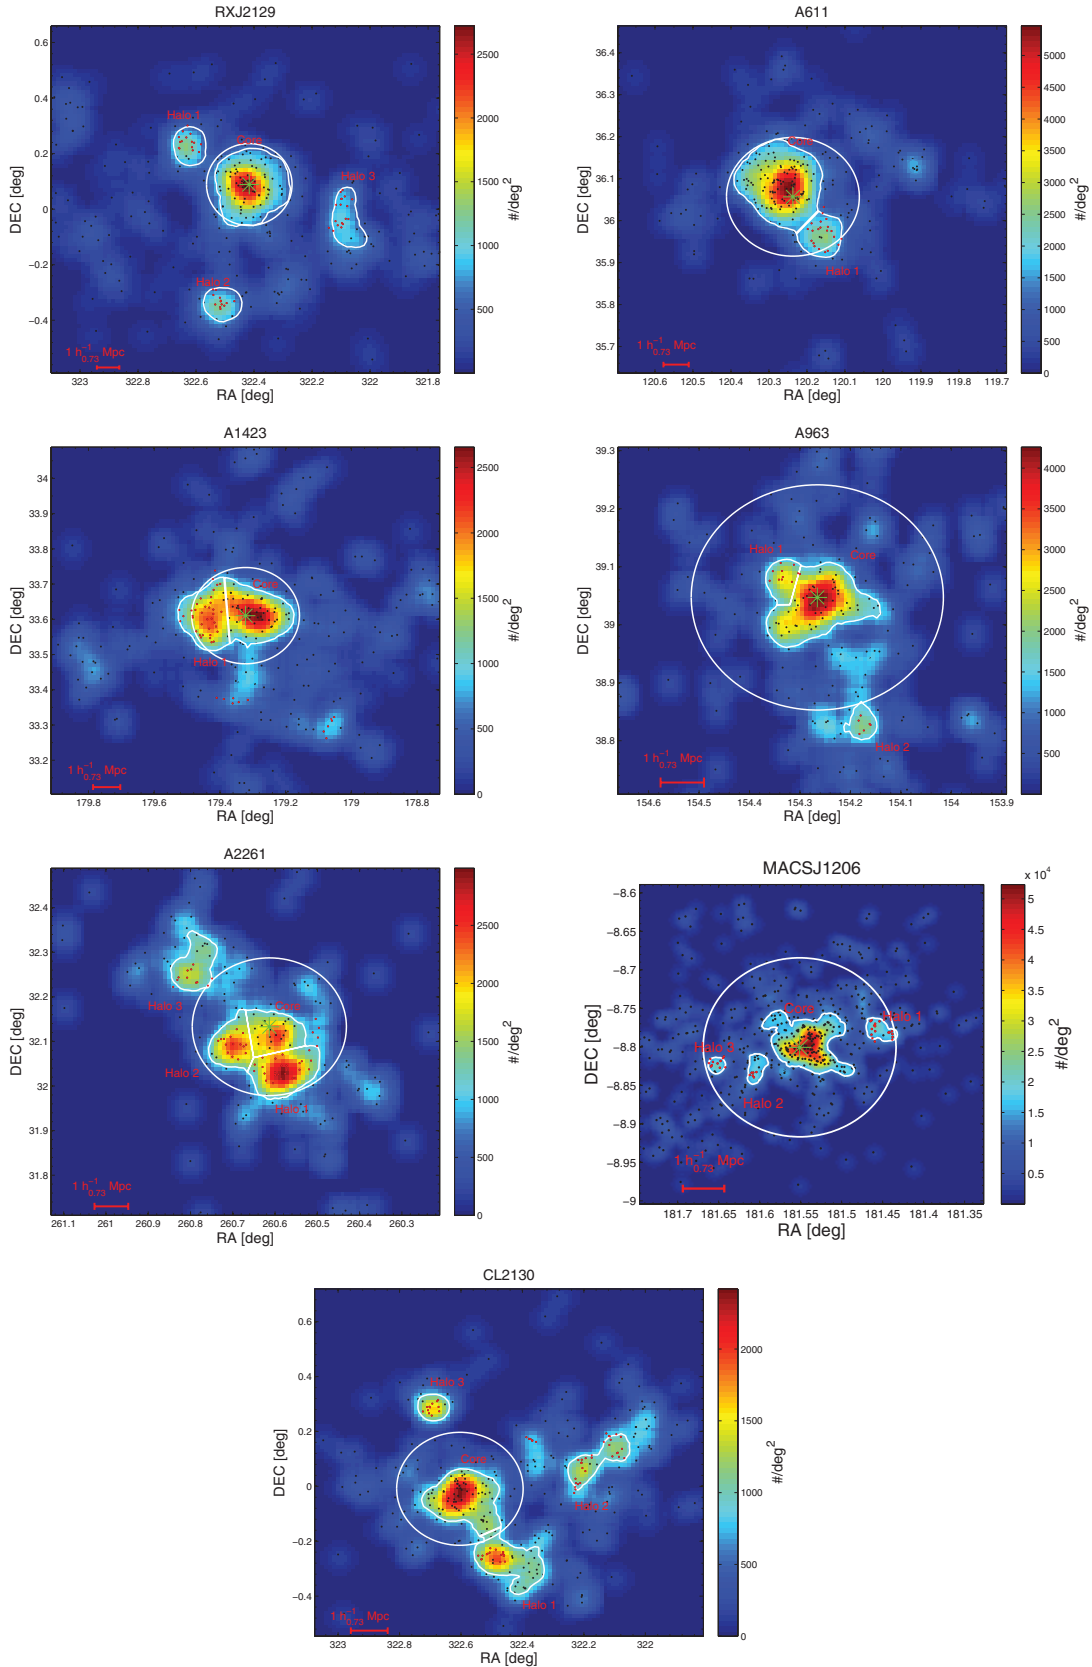 RXJ2129
0.6
0.4
0.2
0
−0.2
−0.4
DEC [deg]
Halo 1
Core
Halo 3
Halo 2
1 h⁻¹₀.₇₃ Mpc
323 322.8 322.6 322.4 322.2 322 321.8
RA [deg]
2500
2000
1500
1000
500
#/deg²
A611
36.4
36.3
36.2
36.1
36
35.9
35.8
35.7
DEC [deg]
Core
Halo 1
1 h⁻¹₀.₇₃ Mpc
120.6 120.5 120.4 120.3 120.2 120.1 120 119.9 119.8 119.7
RA [deg]
5000
4500
4000
3500
3000
2500
2000
1500
1000
500
0
#/deg²
A1423
34
33.9
33.8
33.7
33.6
33.5
33.4
33.3
33.2
DEC [deg]
Core
Halo 1
1 h⁻¹₀.₇₃ Mpc
179.8 179.6 179.4 179.2 179 178.8
RA [deg]
2500
2000
1500
1000
500
0
#/deg²
A963
39.3
39.2
39.1
39
38.9
38.8
DEC [deg]
Halo 1
Core
Halo 2
1 h⁻¹₀.₇₃ Mpc
154.6 154.5 154.4 154.3 154.2 154.1 154 153.9
RA [deg]
4000
3500
3000
2500
2000
1500
1000
500
#/deg²
A2261
32.4
32.3
32.2
32.1
32
31.9
31.8
DEC [deg]
Halo 3
Core
Halo 2
Halo 1
1 h⁻¹₀.₇₃ Mpc
261.1 261 260.9 260.8 260.7 260.6 260.5 260.4 260.3
RA [deg]
2500
2000
1500
1000
500
0
#/deg²
MACSJ1206
−8.6
−8.65
−8.7
−8.75
−8.8
−8.85
−8.9
−8.95
−9
DEC [deg]
Core
Halo 1
Halo 3
Halo 2
1 h⁻¹₀.₇₃ Mpc
181.7 181.65 181.6 181.55 181.5 181.45 181.4 181.35
RA [deg]
x 10⁴
5
4.5
4
3.5
3
2.5
2
1.5
1
0.5
#/deg²
CL2130
0.6
0.4
0.2
0
−0.2
−0.4
DEC [deg]
Halo 3
Core
Halo 2
Halo 1
1 h⁻¹₀.₇₃ Mpc
323 322.8 322.6 322.4 322.2 322
RA [deg]
2000
1500
1000
500
0
#/deg²